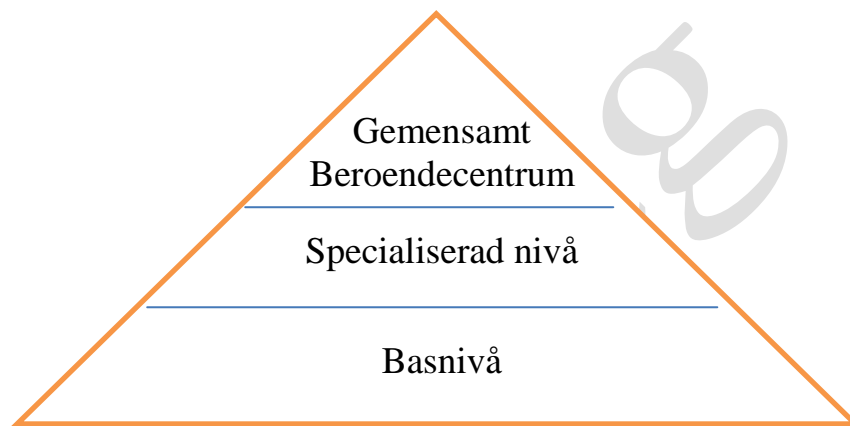 Gemensamt
Beroendecentrum
Specialiserad nivå
Basnivå
g